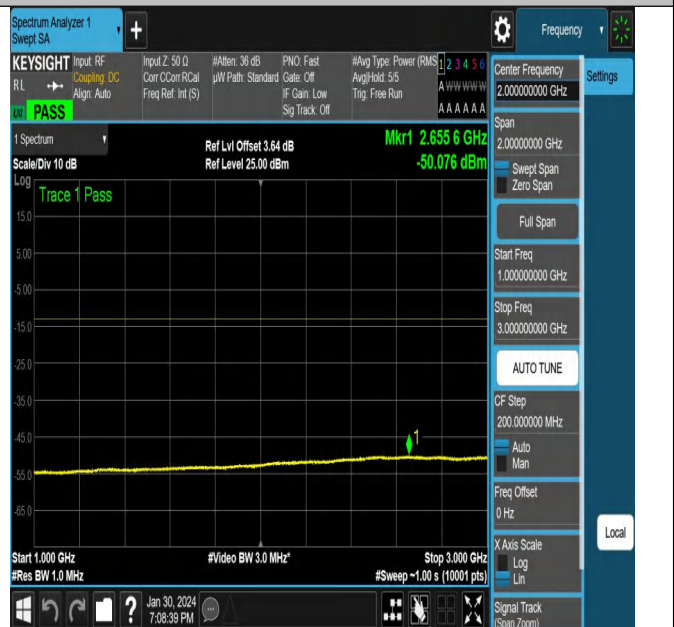 Spectrum Analyzer 1
Swept SA
+
Frequency
KEYSIGHT
RL
Input: RF
Coupling: DC
Align: Auto
Input Z: 50 Ω
Corr CCorr RCal
Freq Ref: Int (S)
#Atten: 36 dB
µW Path: Standard
PNO: Fast
Gate: Off
IF Gain: Low
Sig Track: Off
#Avg Type: Power (RMS
Avg|Hold: 5/5
Trig: Free Run
1 2 3 4 5 6
A W W W W W
A A A A A A
PASS
1 Spectrum
Scale/Div 10 dB
Ref Lvl Offset 3.64 dB
Ref Level 25.00 dBm
Mkr1 2.655 6 GHz
-50.076 dBm
Log
Trace 1 Pass
15.0
5.00
-5.00
-15.0
-25.0
-35.0
-45.0
-55.0
-65.0
1
Start 1.000 GHz
#Res BW 1.0 MHz
#Video BW 3.0 MHz*
Stop 3.000 GHz
#Sweep ~1.00 s (10001 pts)
Jan 30, 2024
7:08:39 PM
?
Center Frequency
2.000000000 GHz
Span
2.00000000 GHz
Swept Span
Zero Span
Full Span
Start Freq
1.000000000 GHz
Stop Freq
3.000000000 GHz
AUTO TUNE
CF Step
200.000000 MHz
Auto
Man
Freq Offset
0 Hz
X Axis Scale
Log
Lin
Signal Track
(Span Zoom)
Settings
Local